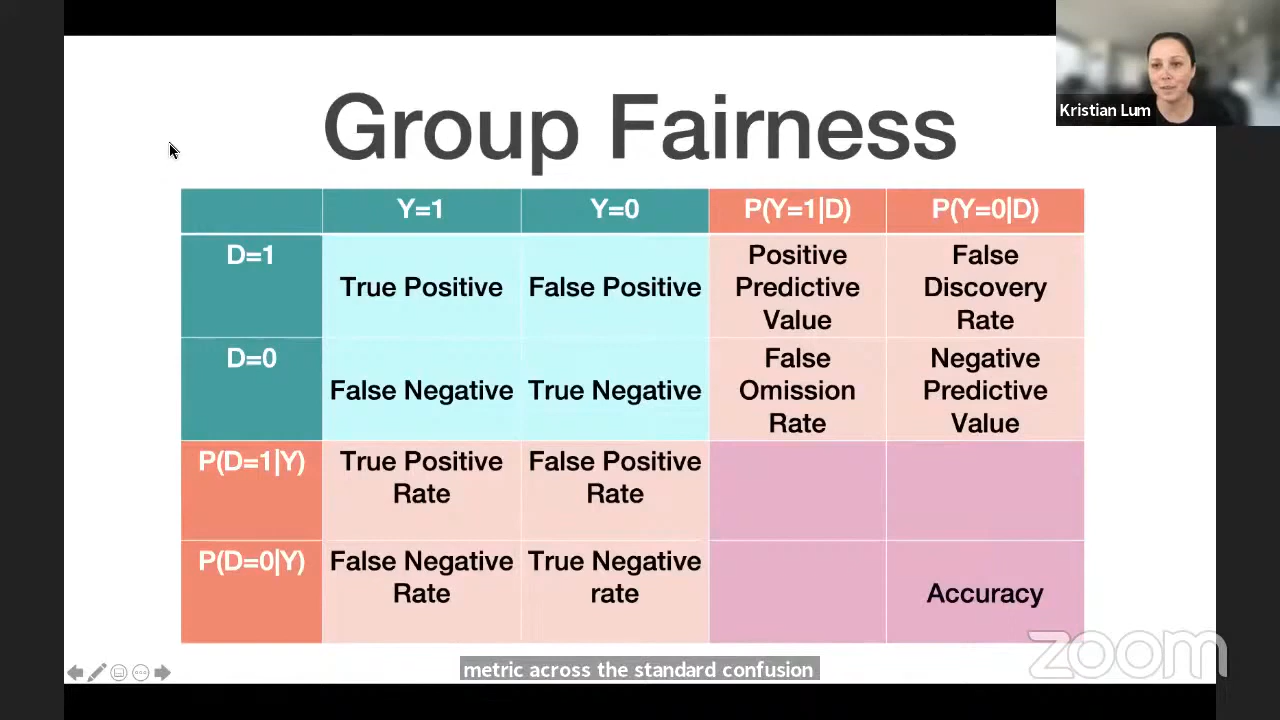 Kristian Lum
Group Fairness
Y=1 Y=0 P(Y=1|D) P(Y=0|D)
D=1
True Positive
False Positive
Positive
Predictive
Value
False
Discovery
Rate
D=0
False Negative
True Negative
False
Omission
Rate
Negative
Predictive
Value
P(D=1|Y)
True Positive
Rate
False Positive
Rate
P(D=0|Y)
False Negative
Rate
True Negative
rate
Accuracy
zoom
metric across the standard confusion